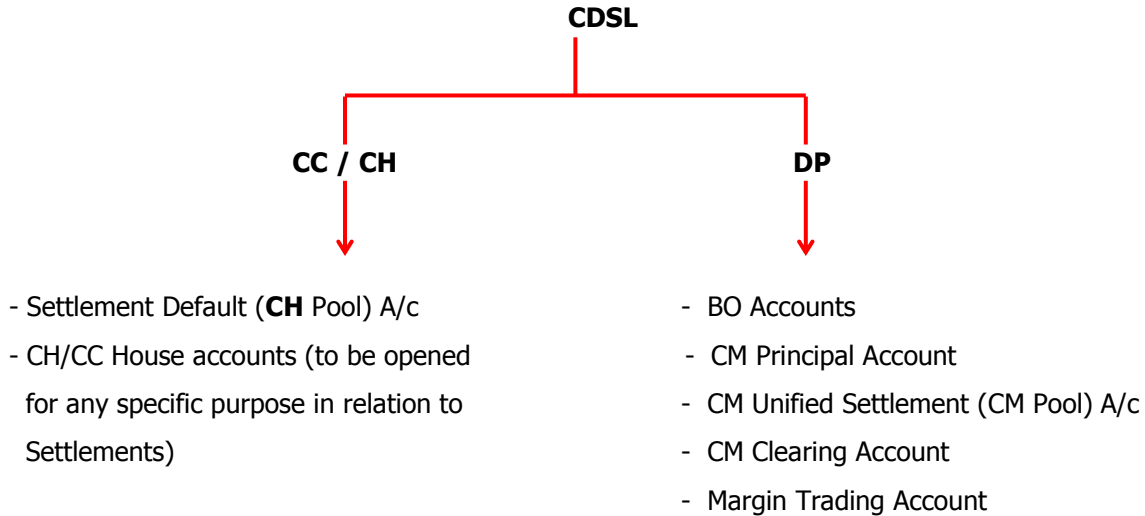 CDSL
CC / CH
DP
- Settlement Default (CH Pool) A/c
- CH/CC House accounts (to be opened
for any specific purpose in relation to
Settlements)
- BO Accounts
- CM Principal Account
- CM Unified Settlement (CM Pool) A/c
- CM Clearing Account
- Margin Trading Account